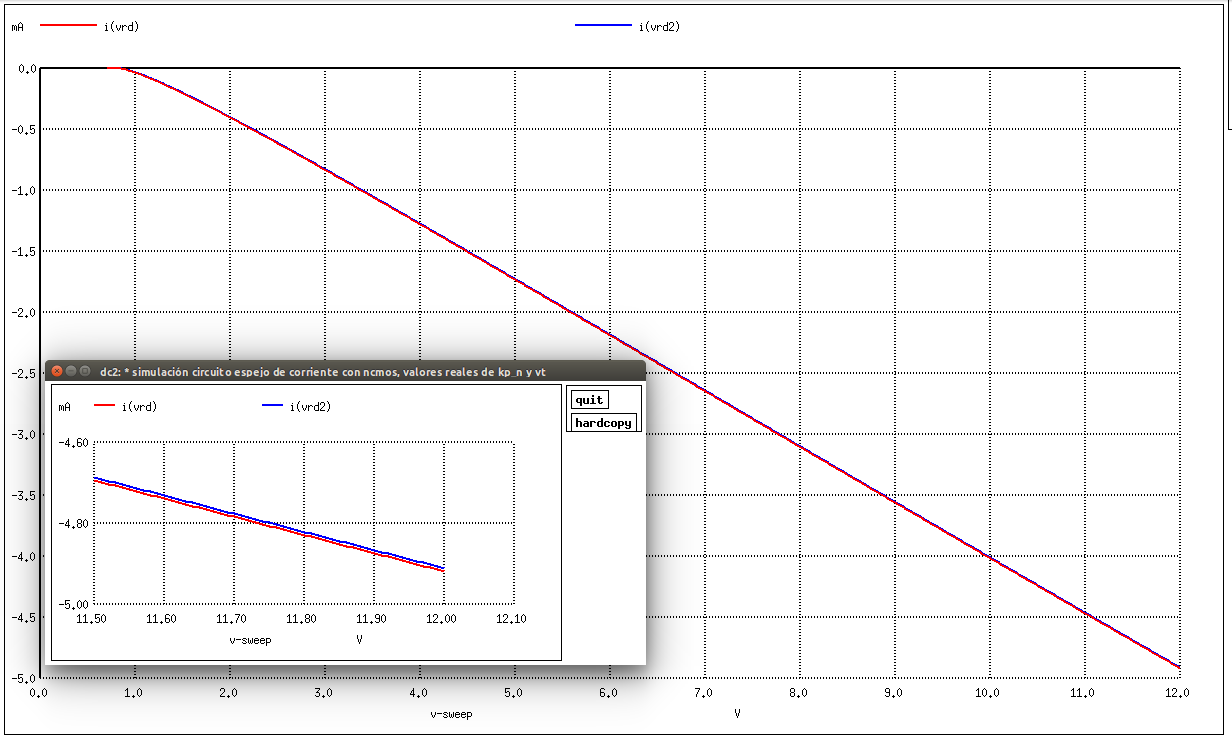 mA i(vrd) i(vrd2)
0.0
-0.5
-1.0
-1.5
-2.0
-2.5
-3.0
-3.5
-4.0
-4.5
-5.0
0.0 1.0 2.0 3.0 4.0 5.0 6.0 7.0 8.0 9.0 10.0 11.0 12.0
v-sweep V
dc2: * simulación circuito espejo de corriente con ncmos, valores reales de kp_n y vt
quit
hardcopy
mA i(vrd) i(vrd2)
-4.60
-4.80
-5.00
11.50 11.60 11.70 11.80 11.90 12.00 12.10
v-sweep V